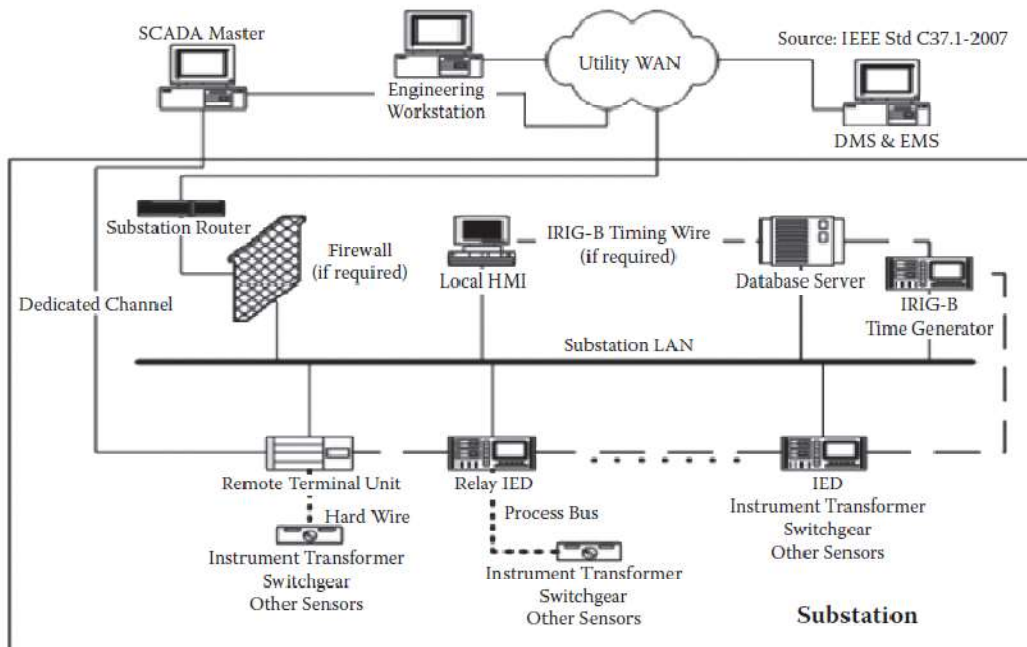 SCADA Master
Source: IEEE Std C37.1-2007
Utility WAN
Engineering
Workstation
DMS & EMS
Substation Router
Firewall
(if required)
IRIG-B Timing Wire
(if required)
Local HMI
Database Server
Dedicated Channel
IRIG-B
Time Generator
Substation LAN
Remote Terminal Unit
Relay IED
IED
Hard Wire
Process Bus
Instrument Transformer
Switchgear
Other Sensors
Instrument Transformer
Switchgear
Other Sensors
Instrument Transformer
Switchgear
Other Sensors
Substation